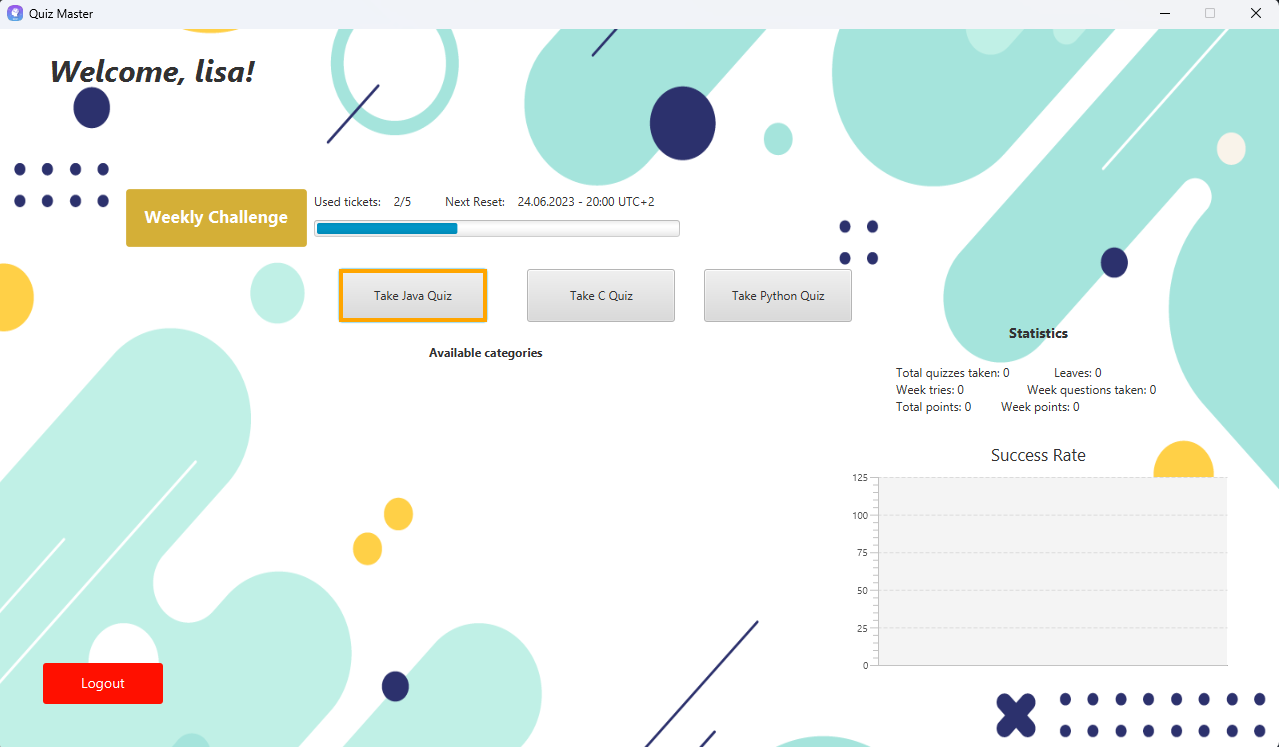 Quiz Master
Welcome, lisa!
Weekly Challenge
Used tickets: 2/5 Next Reset: 24.06.2023 - 20:00 UTC+2
Take Java Quiz
Take C Quiz
Take Python Quiz
Available categories
Statistics
Total quizzes taken: 0 Leaves: 0
Week tries: 0 Week questions taken: 0
Total points: 0 Week points: 0
Success Rate
125
100
75
50
25
0
Logout